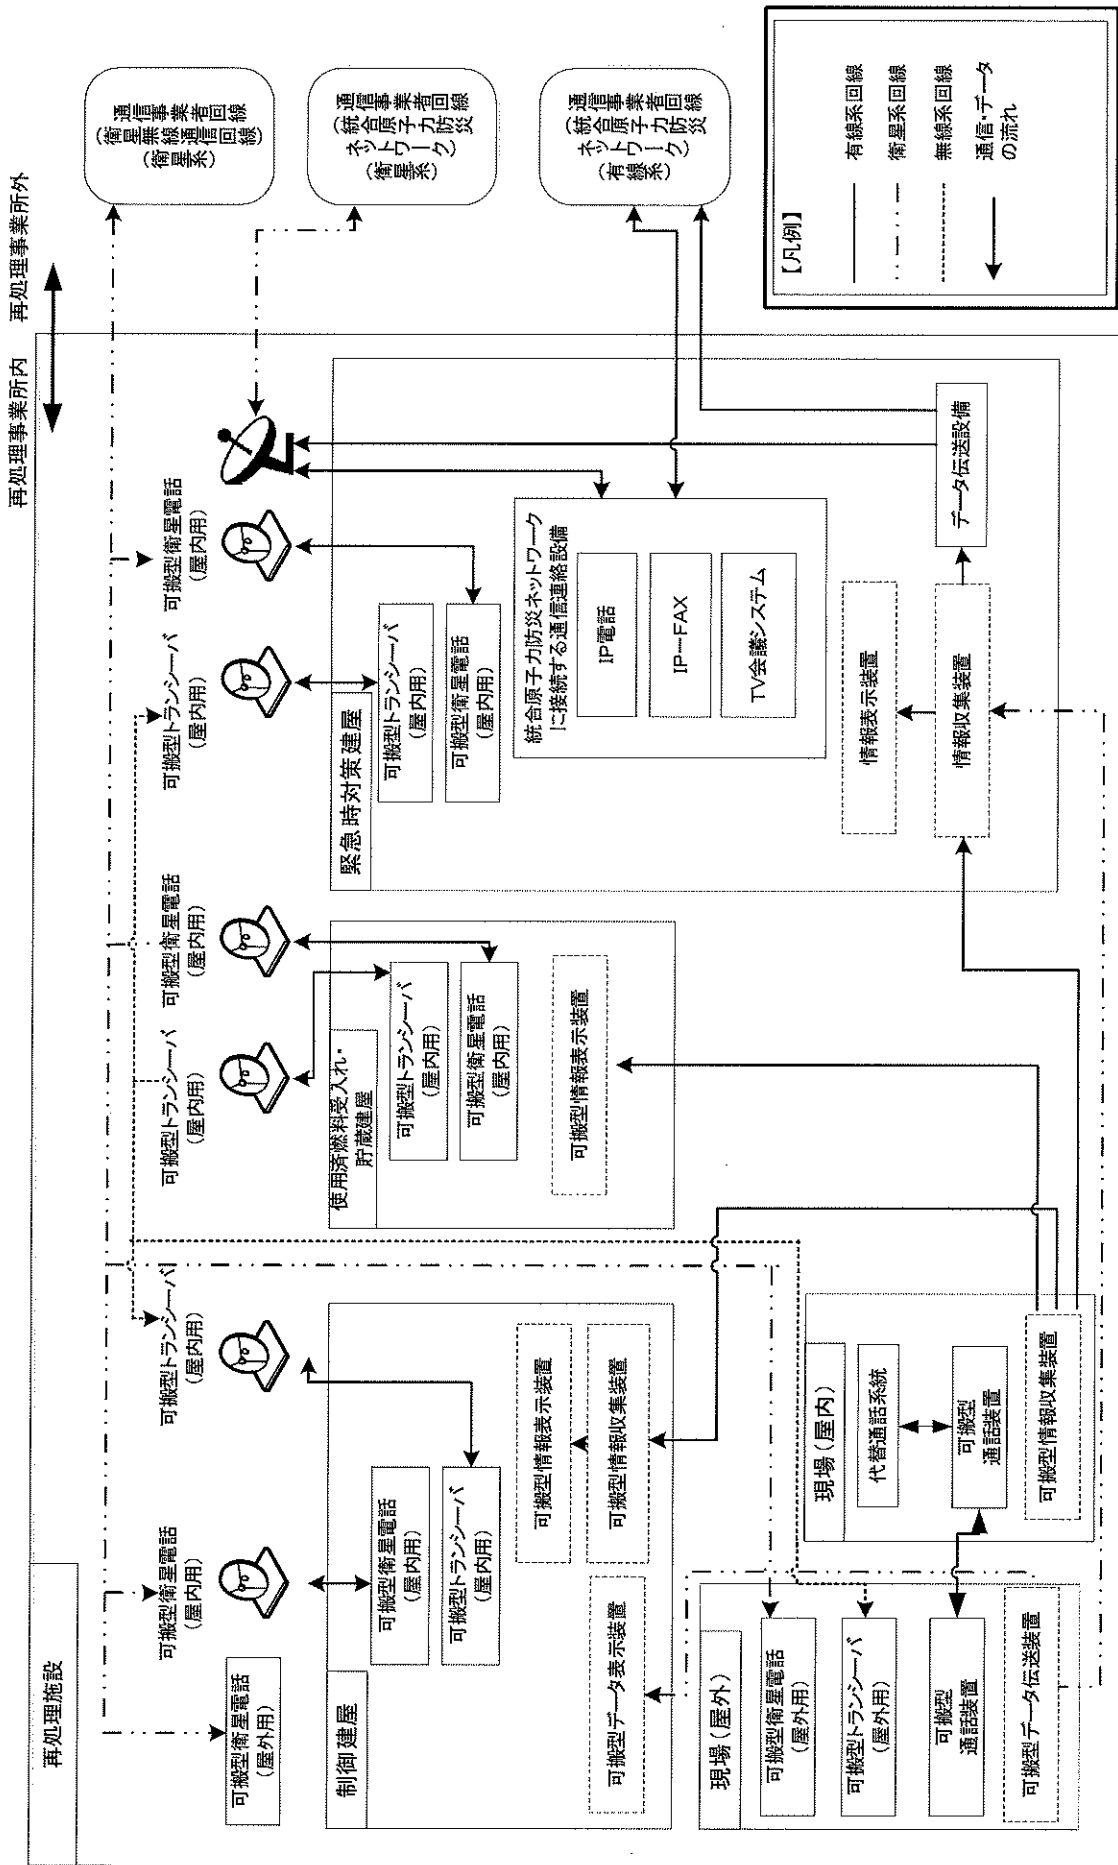 再処理施設
再処理事業所内
再処理事業所外
可搬型衛星電話
(屋外用)
可搬型衛星電話
(屋内用)
可搬型トランシーバ
(屋内用)
可搬型トランシーバ
(屋内用)
可搬型衛星電話
(屋内用)
可搬型トランシーバ
(屋内用)
可搬型衛星電話
(屋内用)
通信事業者回線
(衛星無線通信回線)
(衛星系)
通信事業者回線
(統合原子力防災
ネットワーク)
(衛星系)
通信事業者回線
(統合原子力防災
ネットワーク)
(有線系)
制御建屋
可搬型衛星電話
(屋内用)
可搬型トランシーバ
(屋内用)
可搬型情報表示装置
可搬型情報収集装置
可搬型データ表示装置
使用済燃料受入れ・
貯蔵建屋
可搬型トランシーバ
(屋内用)
可搬型衛星電話
(屋内用)
可搬型情報表示装置
緊急時対策建屋
可搬型トランシーバ
(屋内用)
可搬型衛星電話
(屋内用)
統合原子力防災ネットワーク
に接続する通信連絡設備
IP電話
IP－FAX
TV会議システム
情報表示装置
情報収集装置
データ伝送設備
現場(屋外)
可搬型衛星電話
(屋外用)
可搬型トランシーバ
(屋外用)
可搬型
通話装置
可搬型データ伝送装置
現場(屋内)
代替通話系統
可搬型
通話装置
可搬型情報収集装置
【凡例】
有線系回線
衛星系回線
無線系回線
通信・データ
の流れ